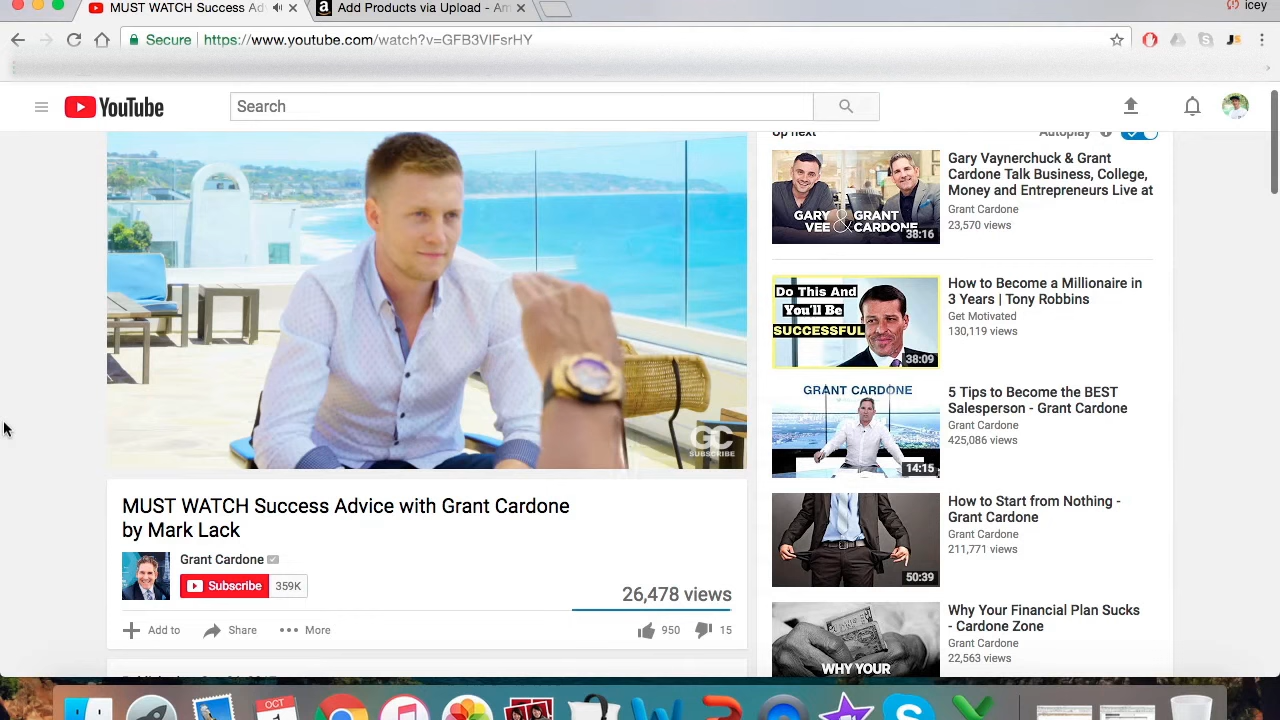 MUST WATCH Success Ad
Add Products via Upload - Am
icey
Secure
https://www.youtube.com/watch?v=GFB3VlFsrHY
JS
YouTube
Search
Up next
Autoplay
GARY VEE & GRANT CARDONE
38:16
Gary Vaynerchuck & Grant
Cardone Talk Business, College,
Money and Entrepreneurs Live at
Grant Cardone
23,570 views
Do This And
You'll Be
SUCCESSFUL
38:09
How to Become a Millionaire in
3 Years | Tony Robbins
Get Motivated
130,119 views
GRANT CARDONE
14:15
5 Tips to Become the BEST
Salesperson - Grant Cardone
Grant Cardone
425,086 views
GC
SUBSCRIBE
50:39
How to Start from Nothing -
Grant Cardone
Grant Cardone
211,771 views
WHY YOUR
Why Your Financial Plan Sucks
- Cardone Zone
Grant Cardone
22,563 views
MUST WATCH Success Advice with Grant Cardone
by Mark Lack
Grant Cardone
Subscribe 359K
26,478 views
Add to
Share
More
950
15
OCT